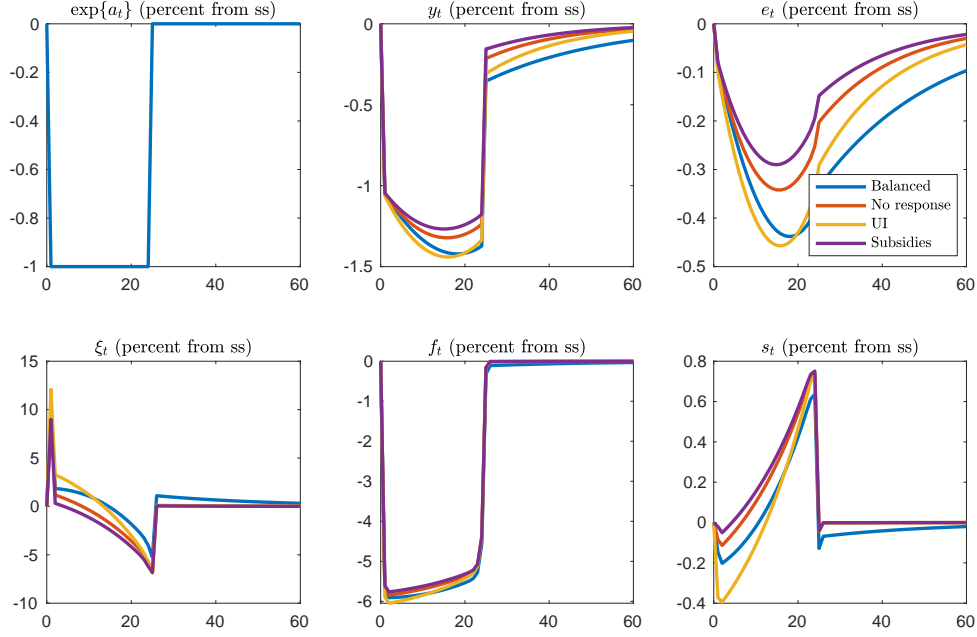 exp{a_t} (percent from ss)
0
-0.2
-0.4
-0.6
-0.8
-1
0 20 40 60
y_t (percent from ss)
0
-0.5
-1
-1.5
0 20 40 60
e_t (percent from ss)
0
-0.1
-0.2
-0.3
-0.4
-0.5
0 20 40 60
Balanced
No response
UI
Subsidies
ξ_t (percent from ss)
15
10
5
0
-5
-10
0 20 40 60
f_t (percent from ss)
0
-1
-2
-3
-4
-5
-6
0 20 40 60
s_t (percent from ss)
0.8
0.6
0.4
0.2
0
-0.2
-0.4
0 20 40 60